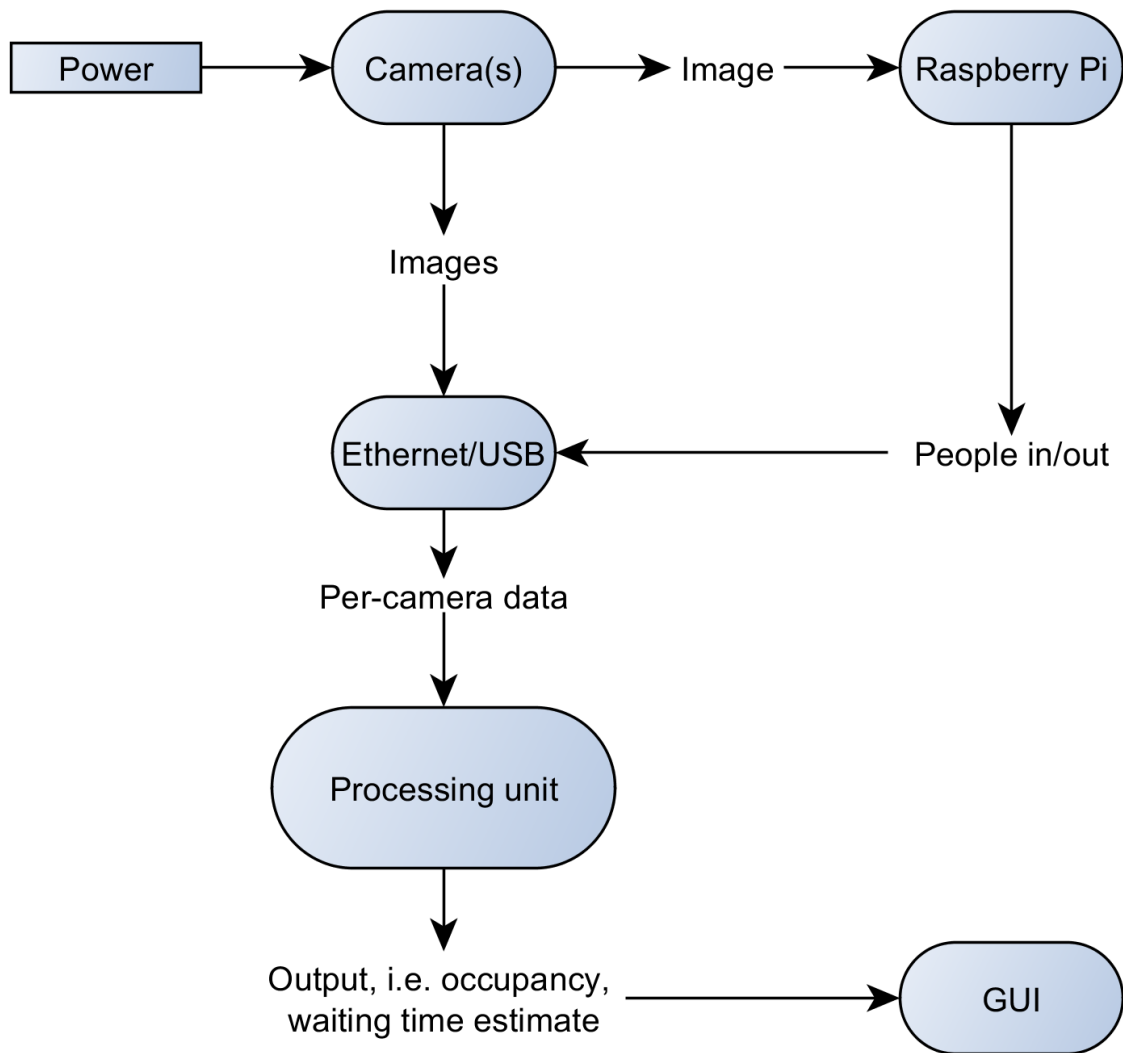 Power
Camera(s)
Image
Raspberry Pi
Images
Ethernet/USB
People in/out
Per-camera data
Processing unit
Output, i.e. occupancy,
waiting time estimate
GUI